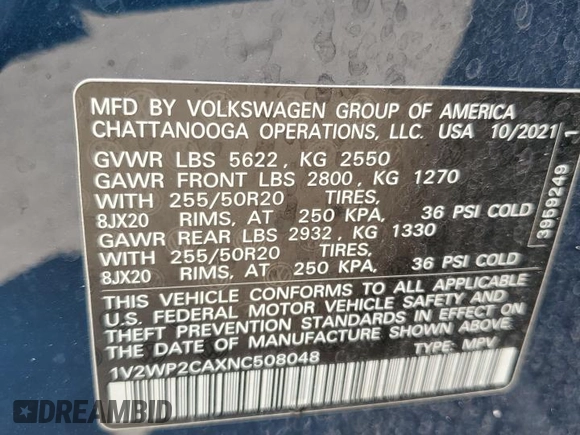 MFD BY VOLKSWAGEN GROUP OF AMERICA
CHATTANOOGA OPERATIONS, LLC. USA 10/2021
GVWR LBS 5622, KG 2550
GAWR FRONT LBS 2800, KG 1270
WITH 255/50R20 TIRES,
8JX20 RIMS, AT 250 KPA, 36 PSI COLD
GAWR REAR LBS 2932, KG 1330
WITH 255/50R20 TIRES,
8JX20 RIMS, AT 250 KPA, 36 PSI COLD
THIS VEHICLE CONFORMS TO ALL APPLICABLE
U.S. FEDERAL MOTOR VEHICLE SAFETY AND
THEFT PREVENTION STANDARDS IN EFFECT ON
THE DATE OF MANUFACTURE SHOWN ABOVE.
1V2WP2CAXNC508048 TYPE: MPV
3959249 1
DREAMBID